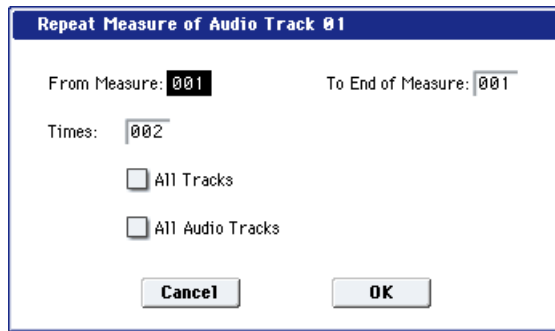 Repeat Measure of Audio Track 01
From Measure: 001 To End of Measure: 001
Times: 002
All Tracks
All Audio Tracks
Cancel OK